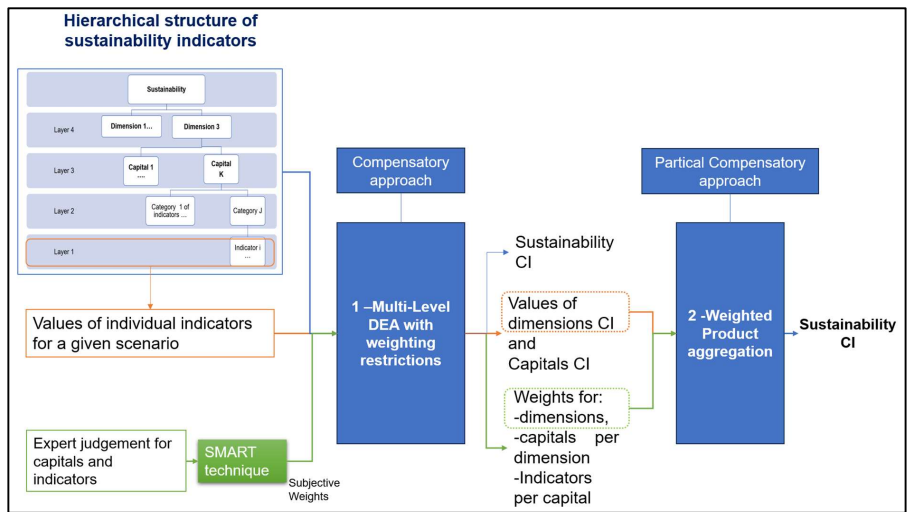 Hierarchical structure of
sustainability indicators
Sustainability
Layer 4
Dimension 1...
Dimension 3
Layer 3
Capital 1
....
Capital
K
Layer 2
Category 1 of
indicators ...
Category J
Layer 1
Indicator i
...
Values of individual indicators
for a given scenario
Expert judgement for
capitals and
indicators
SMART
technique
Subjective
Weights
Compensatory
approach
1 –Multi-Level
DEA with
weighting
restrictions
Sustainability
CI
Values of
dimensions CI
and
Capitals CI
Weights for:
-dimensions,
-capitals per
dimension
-Indicators
per capital
Partical Compensatory
approach
2 -Weighted
Product
aggregation
Sustainability
CI